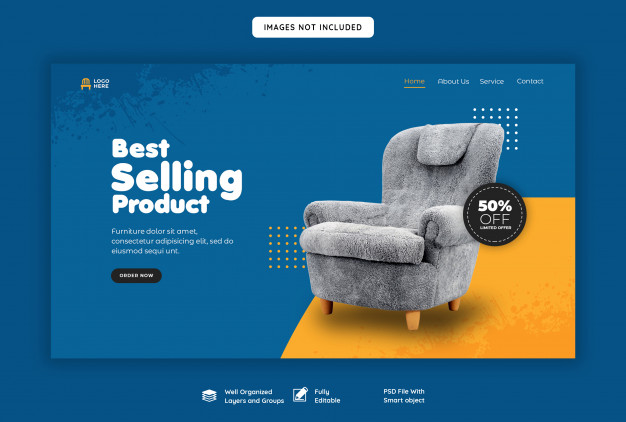 IMAGES NOT INCLUDED
LOGO
HERE
Home About Us Service Contact
Best
Selling
Product
Furniture dolor sit amet,
consectetur adipisicing elit, sed do
eiusmod sequi unt.
ORDER NOW
50%
OFF
LIMITED OFFER
Well Organized
Layers and Groups
Fully
Editable
PSD File With
Smart object